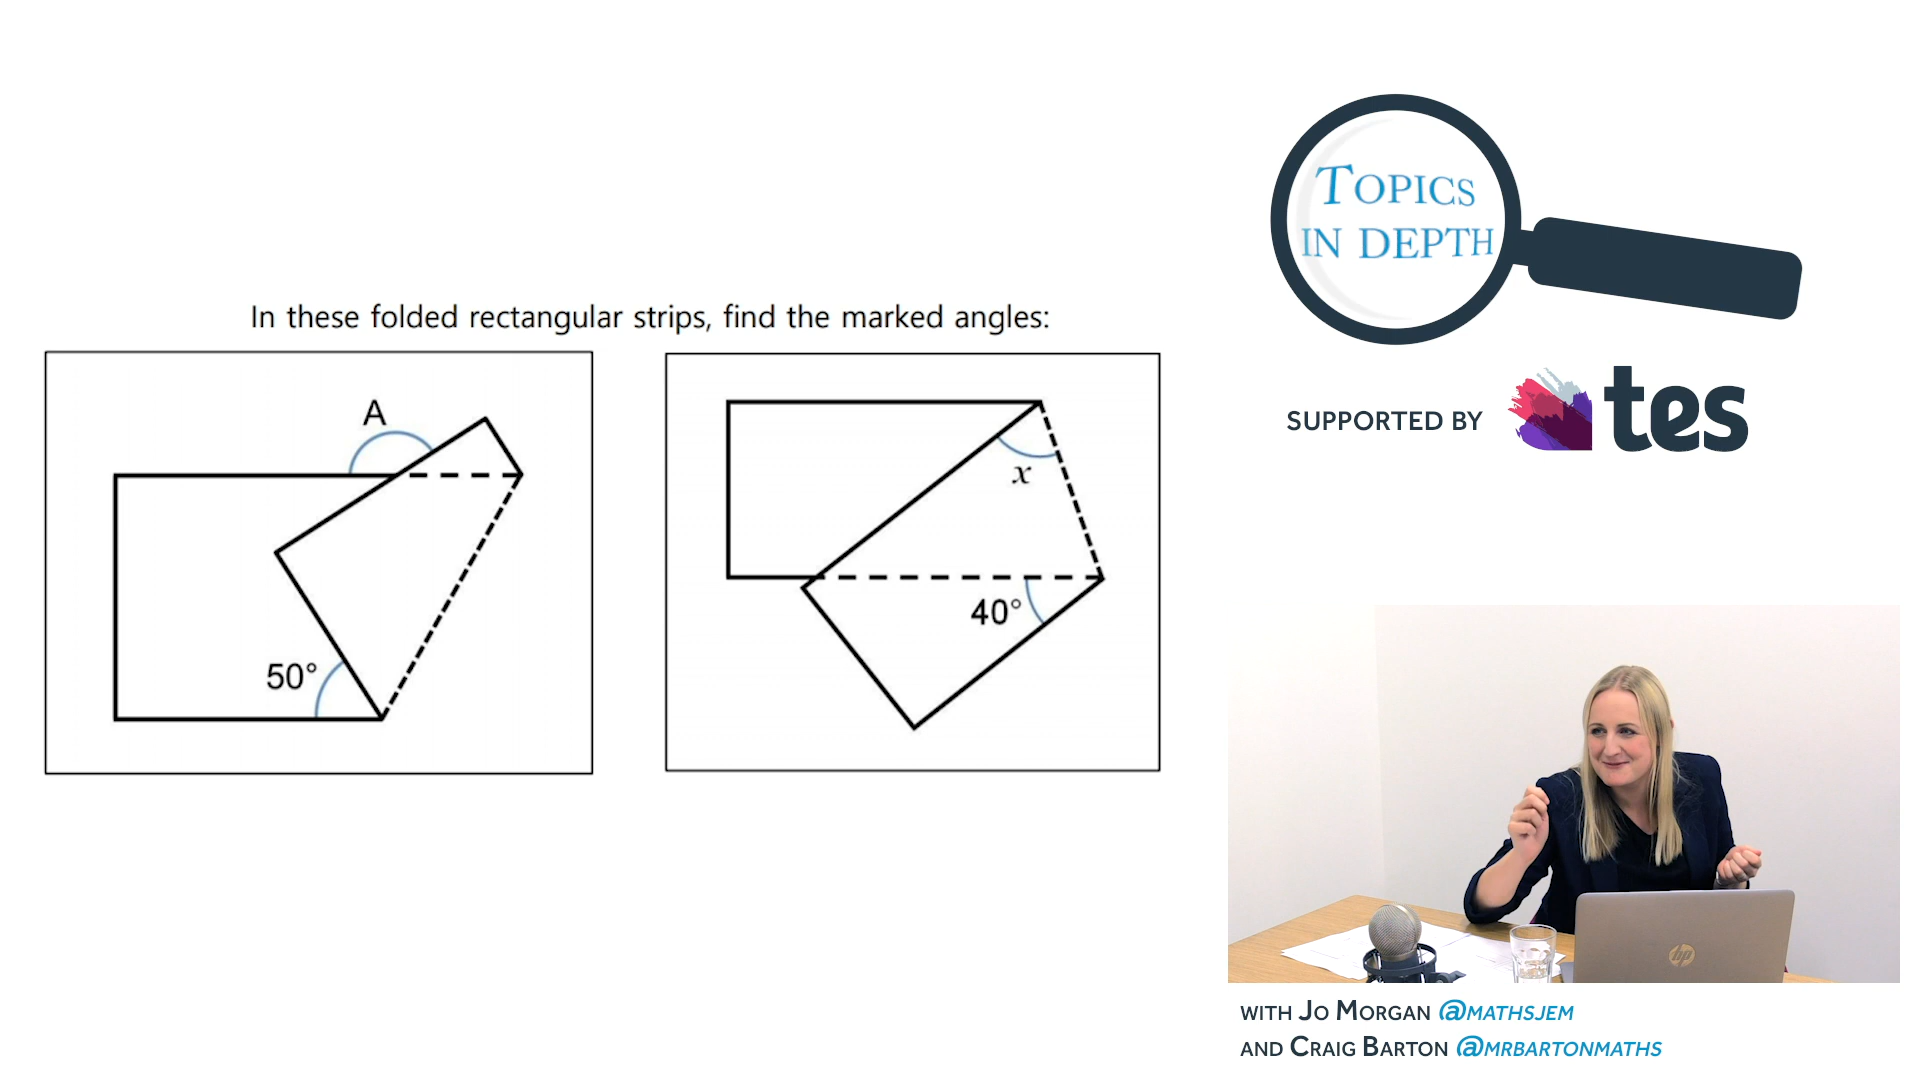 TOPICS
IN DEPTH
SUPPORTED BY
tes
In these folded rectangular strips, find the marked angles:
A
50°
x
40°
hp
WITH JO MORGAN @MATHSJEM
AND CRAIG BARTON @MRBARTONMATHS